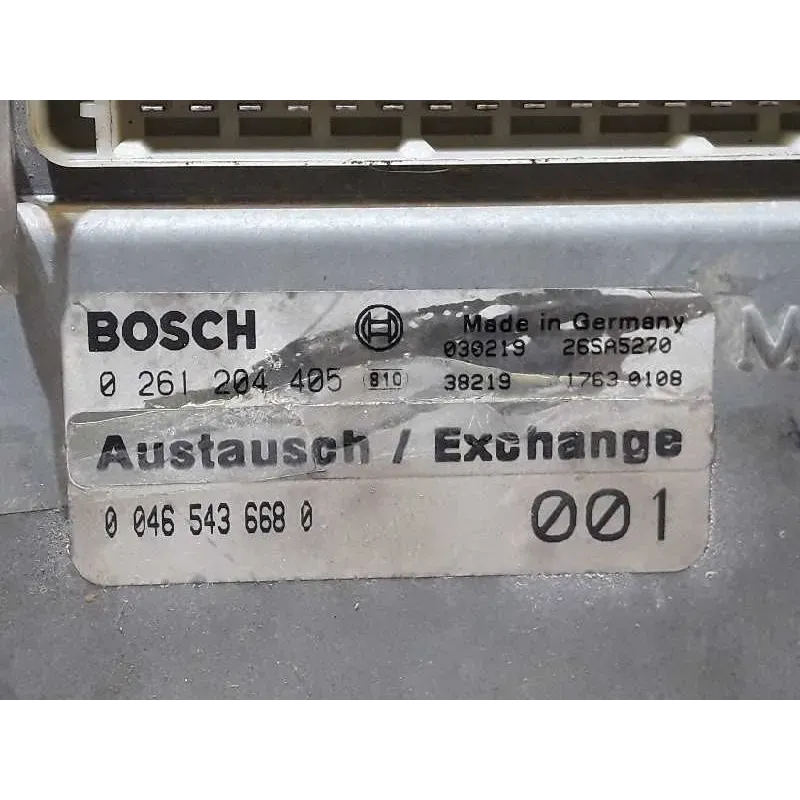 BOSCH
Made in Germany
030219 26SA5270
0 261 204 405 810 38219 1763 0108
Austausch / Exchange
0 046 543 668 0 001
M